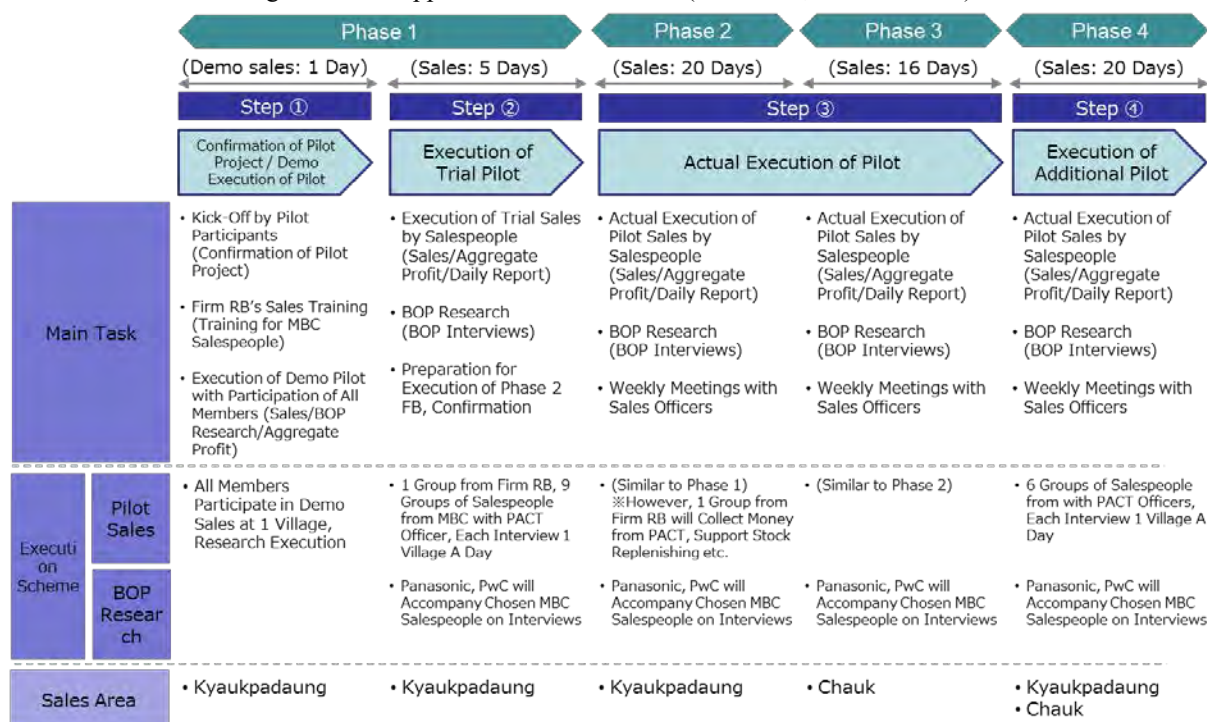 Phase 1
Phase 2
Phase 3
Phase 4
(Demo sales: 1 Day)
(Sales: 5 Days)
(Sales: 20 Days)
(Sales: 16 Days)
(Sales: 20 Days)
Step ①
Step ②
Step ③
Step ④
Confirmation of Pilot
Project / Demo
Execution of Pilot
Execution of
Trial Pilot
Actual Execution of Pilot
Execution of
Additional Pilot
Main Task
• Kick-Off by Pilot
Participants
(Confirmation of Pilot
Project)
• Firm RB's Sales Training
(Training for MBC
Salespeople)
• Execution of Demo Pilot
with Participation of All
Members (Sales/BOP
Research/Aggregate
Profit)
• Execution of Trial Sales
by Salespeople
(Sales/Aggregate
Profit/Daily Report)
• BOP Research
(BOP Interviews)
• Preparation for
Execution of Phase 2
FB, Confirmation
• Actual Execution of
Pilot Sales by
Salespeople
(Sales/Aggregate
Profit/Daily Report)
• BOP Research
(BOP Interviews)
• Weekly Meetings with
Sales Officers
• Actual Execution of
Pilot Sales by
Salespeople
(Sales/Aggregate
Profit/Daily Report)
• BOP Research
(BOP Interviews)
• Weekly Meetings with
Sales Officers
• Actual Execution of
Pilot Sales by
Salespeople
(Sales/Aggregate
Profit/Daily Report)
• BOP Research
(BOP Interviews)
• Weekly Meetings with
Sales Officers
Executi
on
Scheme
Pilot
Sales
• All Members
Participate in Demo
Sales at 1 Village,
Research Execution
• 1 Group from Firm RB, 9
Groups of Salespeople
from MBC with PACT
Officer, Each Interview 1
Village A Day
• (Similar to Phase 1)
※However, 1 Group from
Firm RB will Collect Money
from PACT, Support Stock
Replenishing etc.
• (Similar to Phase 2)
• 6 Groups of Salespeople
from with PACT Officers,
Each Interview 1 Village A
Day
BOP
Resear
ch
• Panasonic, PwC will
Accompany Chosen MBC
Salespeople on Interviews
• Panasonic, PwC will
Accompany Chosen MBC
Salespeople on Interviews
• Panasonic, PwC will
Accompany Chosen MBC
Salespeople on Interviews
• Panasonic, PwC will
Accompany Chosen MBC
Salespeople on Interviews
Sales Area
• Kyaukpadaung
• Kyaukpadaung
• Kyaukpadaung
• Chauk
• Kyaukpadaung
• Chauk